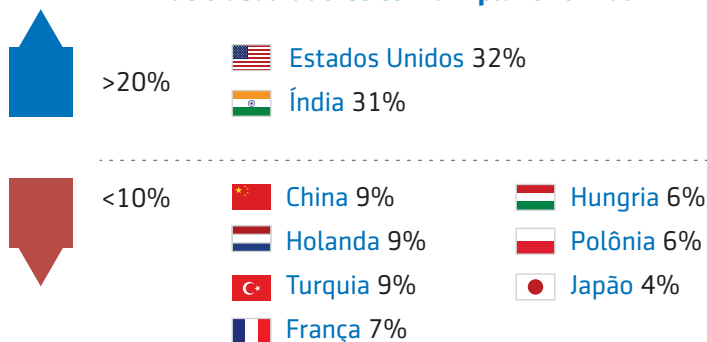 >20%
Estados Unidos 32%
Índia 31%
<10%
China 9%
Holanda 9%
Turquia 9%
França 7%
Hungria 6%
Polônia 6%
Japão 4%